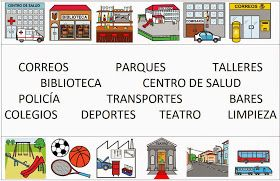 CENTRO DE SALUD
BIBLIOTECA
CORREOS
CORREOS PARQUES TALLERES
BIBLIOTECA CENTRO DE SALUD
POLICÍA TRANSPORTES BARES
COLEGIOS DEPORTES TEATRO LIMPIEZA